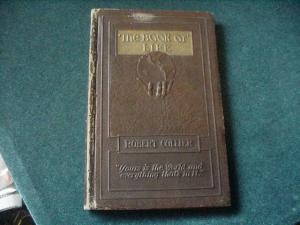 The BOOK OF
LIFE
ROBERT COLLIER
"Yours is the World and
everything that's in it."